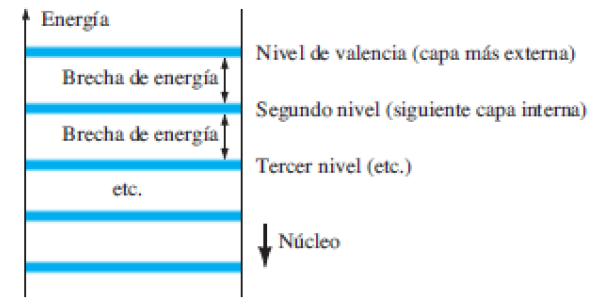 Energía
Nivel de valencia (capa más externa)
Brecha de energía
Segundo nivel (siguiente capa interna)
Brecha de energía
Tercer nivel (etc.)
etc.
Núcleo